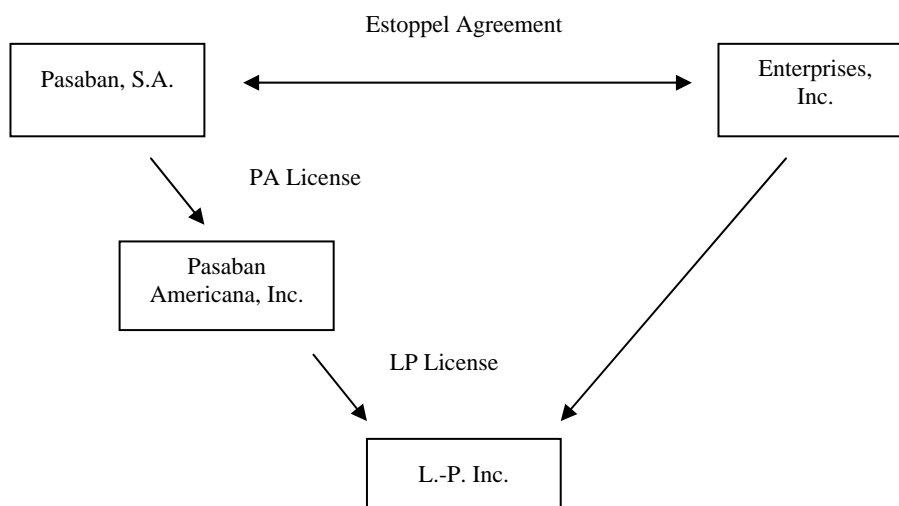 Estoppel Agreement
Pasaban, S.A.
Enterprises,
Inc.
PA License
Pasaban
Americana, Inc.
LP License
L.-P. Inc.